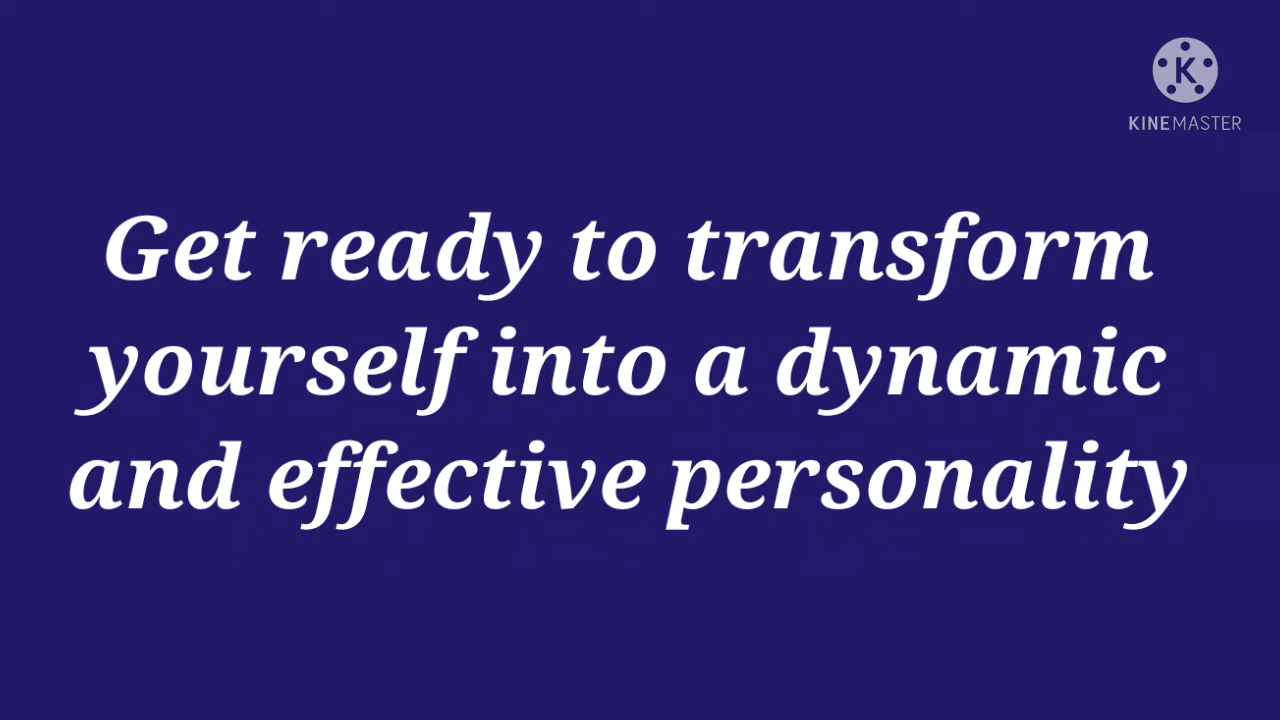 K
KINEMASTER
Get ready to transform
yourself into a dynamic
and effective personality